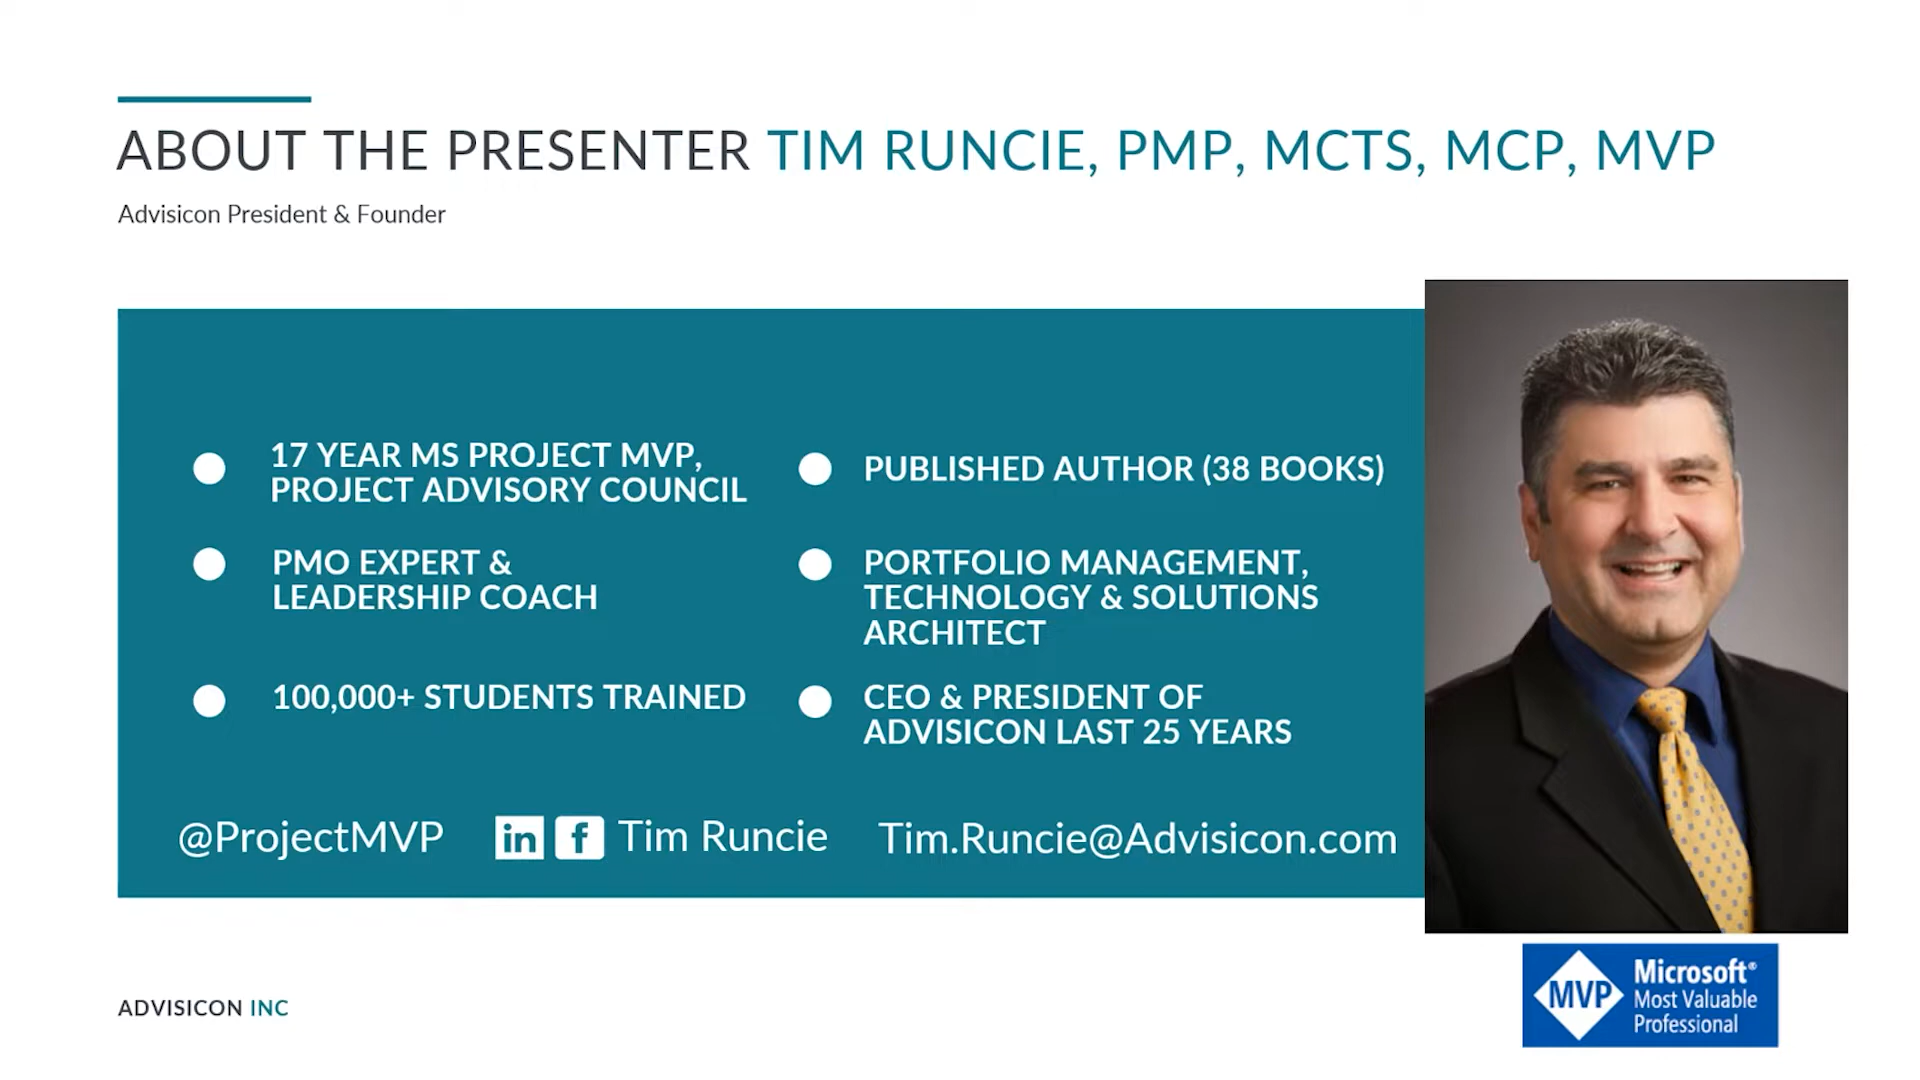 ABOUT THE PRESENTER TIM RUNCIE, PMP, MCTS, MCP, MVP
Advisicon President & Founder
17 YEAR MS PROJECT MVP,
PROJECT ADVISORY COUNCIL
PUBLISHED AUTHOR (38 BOOKS)
PMO EXPERT &
LEADERSHIP COACH
PORTFOLIO MANAGEMENT,
TECHNOLOGY & SOLUTIONS
ARCHITECT
100,000+ STUDENTS TRAINED
CEO & PRESIDENT OF
ADVISICON LAST 25 YEARS
@ProjectMVP
in f Tim Runcie
Tim.Runcie@Advisicon.com
ADVISICON INC
MVP
Microsoft®
Most Valuable
Professional